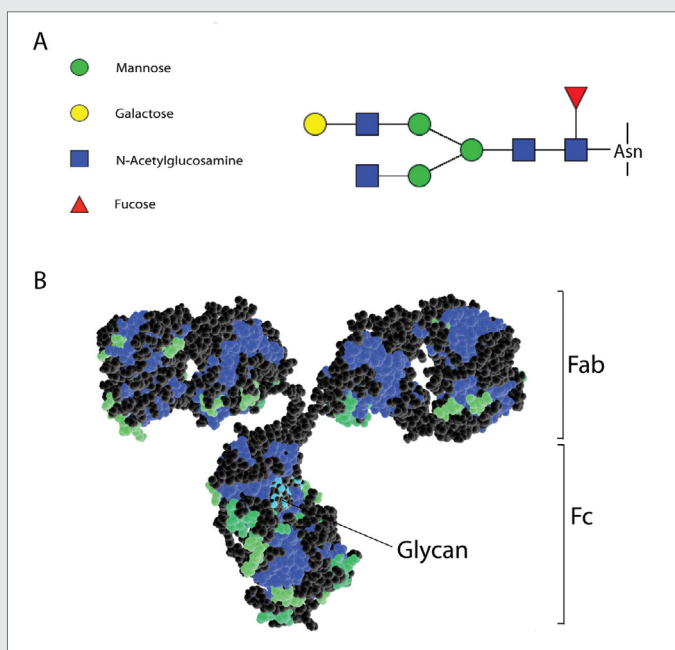 A
Mannose
Galactose
N-Acetylglucosamine
Fucose
Asn
B
Fab
Fc
Glycan